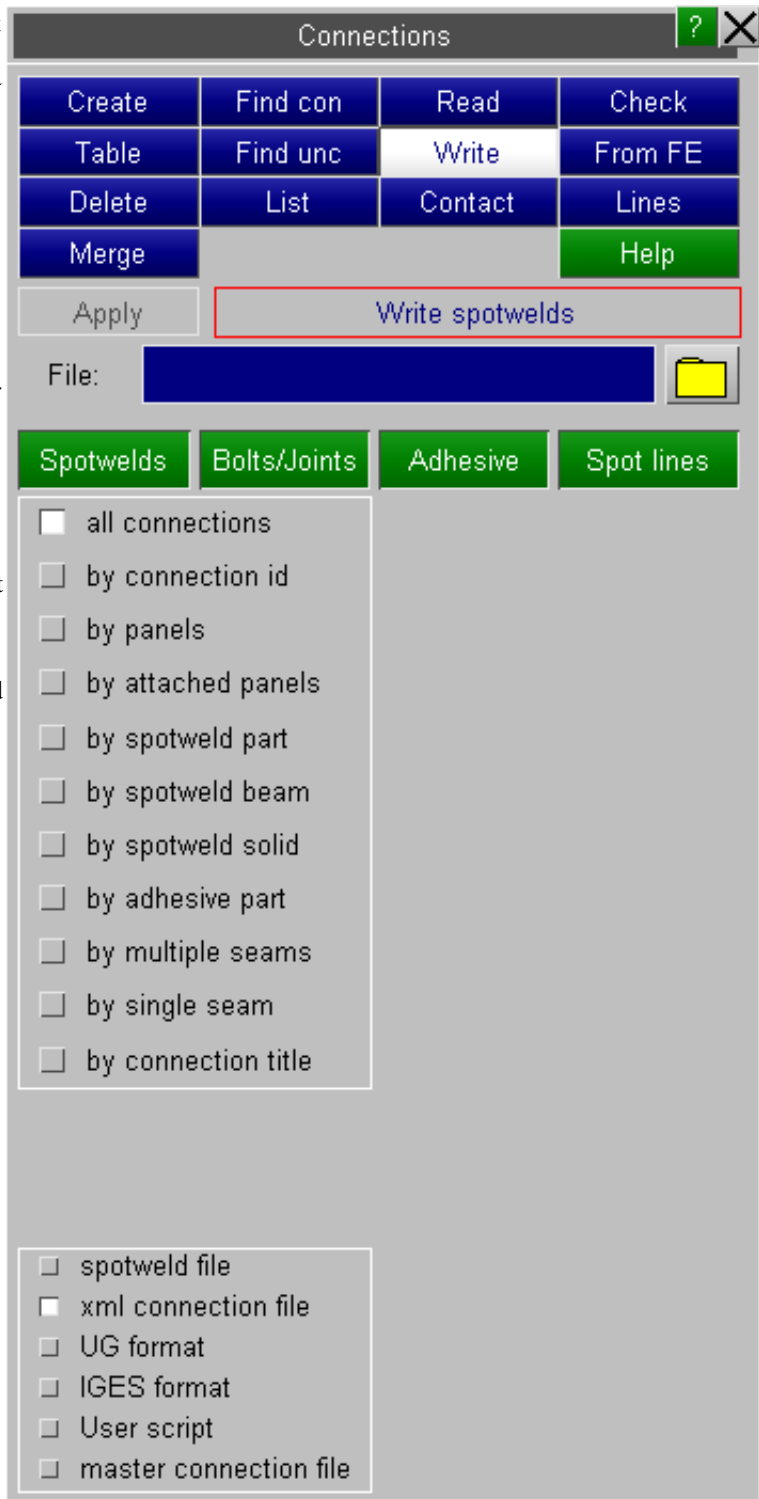 Connections ?
Create Find con Read Check
Table Find unc Write From FE
Delete List Contact Lines
Merge Help
Apply Write spotwelds
File:
Spotwelds Bolts/Joints Adhesive Spot lines
all connections
by connection id
by panels
by attached panels
by spotweld part
by spotweld beam
by spotweld solid
by adhesive part
by multiple seams
by single seam
by connection title
spotweld file
xml connection file
UG format
IGES format
User script
master connection file